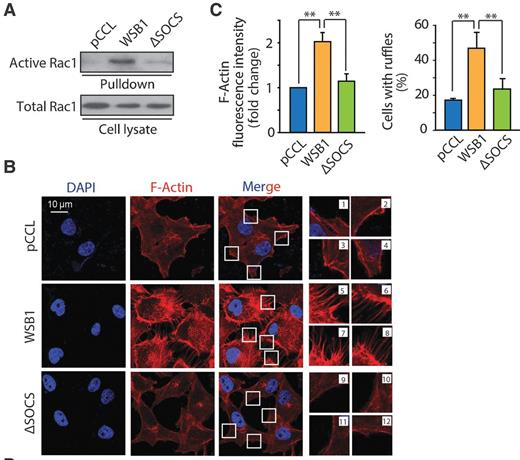 A
pCCL WSB1 ΔSOCS
Active Rac1
Pulldown
Total Rac1
Cell lysate
C
F-Actin
fluorescence intensity
(fold change)
2
1
0
** **
pCCL WSB1 ΔSOCS
Cells with ruffles
(%)
60
40
20
0
** **
pCCL WSB1 ΔSOCS
B
DAPI F-Actin Merge
10 µm
pCCL
1 2
3 4
WSB1
5 6
7 8
ΔSOCS
9 10
11 12